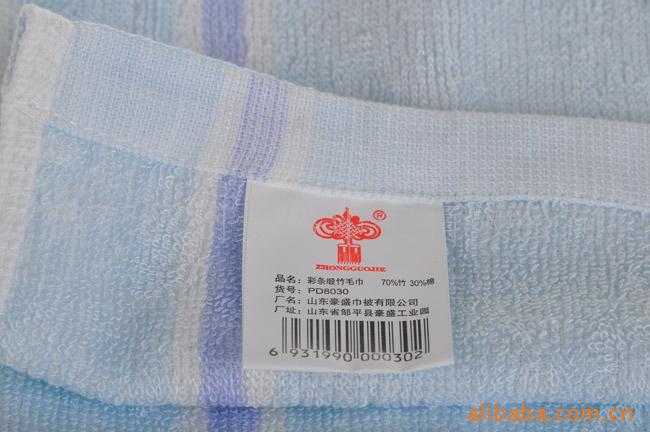 ®
ZHONGGUOJIE
品名：彩条缎竹毛巾 70%竹 30%棉
货号：PD8030
厂名：山东豪盛巾被有限公司
厂址：山东省邹平县豪盛工业园
6 931990 000302
alibaba.com.cn